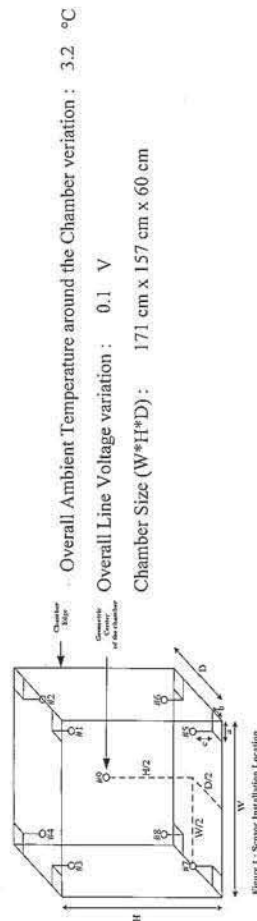 Overall Ambient Temperature around the Chamber veriation : 3.2 °C
Overall Line Voltage variation : 0.1 V
Chamber Size (W*H*D) : 171 cm x 157 cm x 60 cm
Chamber
Edge
Geometric
Center
of the chamber
#4
#2
#3
#1
#9
H
H/2
W/2
D/2
#8
#6
#7
#5
D
a
b
c
W
Figure 1 : Sensor Installation Location